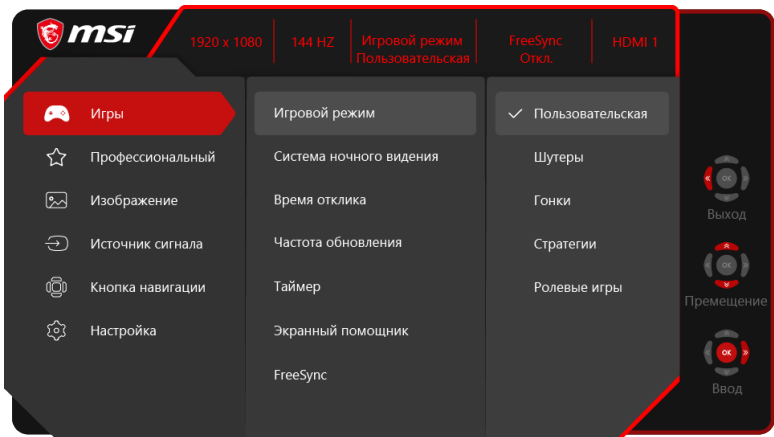 msi
1920 x 1080
144 HZ
Игровой режим
Пользовательская
FreeSync
Откл.
HDMI 1
Игры
Профессиональный
Изображение
Источник сигнала
Кнопка навигации
Настройка
Игровой режим
Система ночного видения
Время отклика
Частота обновления
Таймер
Экранный помощник
FreeSync
Пользовательская
Шутеры
Гонки
Стратегии
Ролевые игры
OK
Выход
OK
Премещение
OK
Ввод